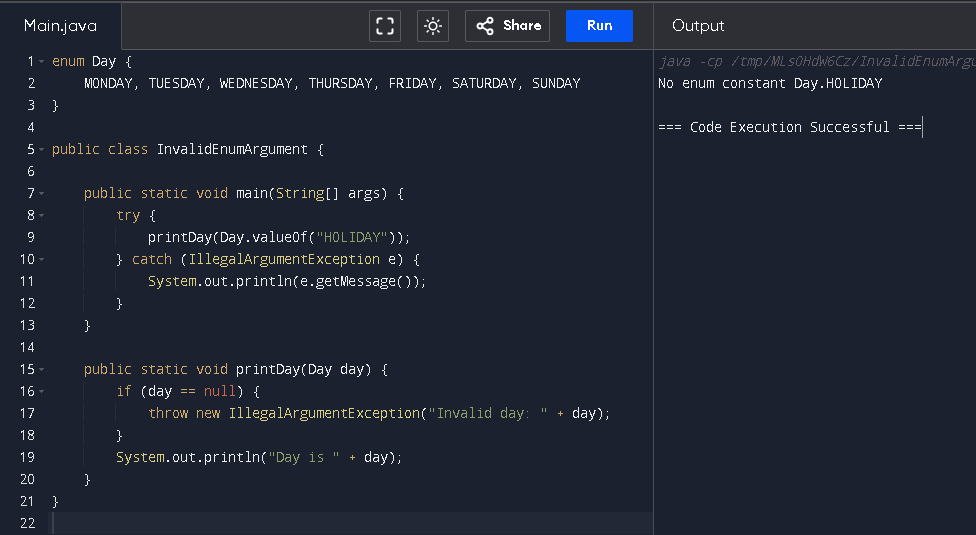 Main.java
Share
Run
Output
1 enum Day {
2     MONDAY, TUESDAY, WEDNESDAY, THURSDAY, FRIDAY, SATURDAY, SUNDAY
3 }
4
5 public class InvalidEnumArgument {
6
7     public static void main(String[] args) {
8         try {
9             printDay(Day.valueOf("HOLIDAY"));
10         } catch (IllegalArgumentException e) {
11             System.out.println(e.getMessage());
12         }
13     }
14
15     public static void printDay(Day day) {
16         if (day == null) {
17             throw new IllegalArgumentException("Invalid day: " + day);
18         }
19         System.out.println("Day is " + day);
20     }
21 }
22
java -cp /tmp/MLsOHdW6Cz/InvalidEnumArgu
No enum constant Day.HOLIDAY
=== Code Execution Successful ===